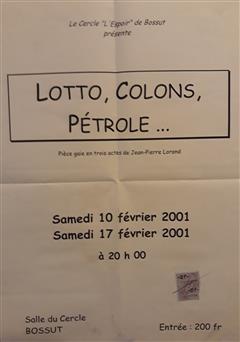 Le Cercle "L'Espoir" de Bossut
présente
LOTTO, COLONS,
PÉTROLE ...
Pièce gaie en trois actes de Jean-Pierre Lorand
Samedi 10 février 2001
Samedi 17 février 2001
à 20 h 00
Salle du Cercle
BOSSUT
Entrée : 200 fr